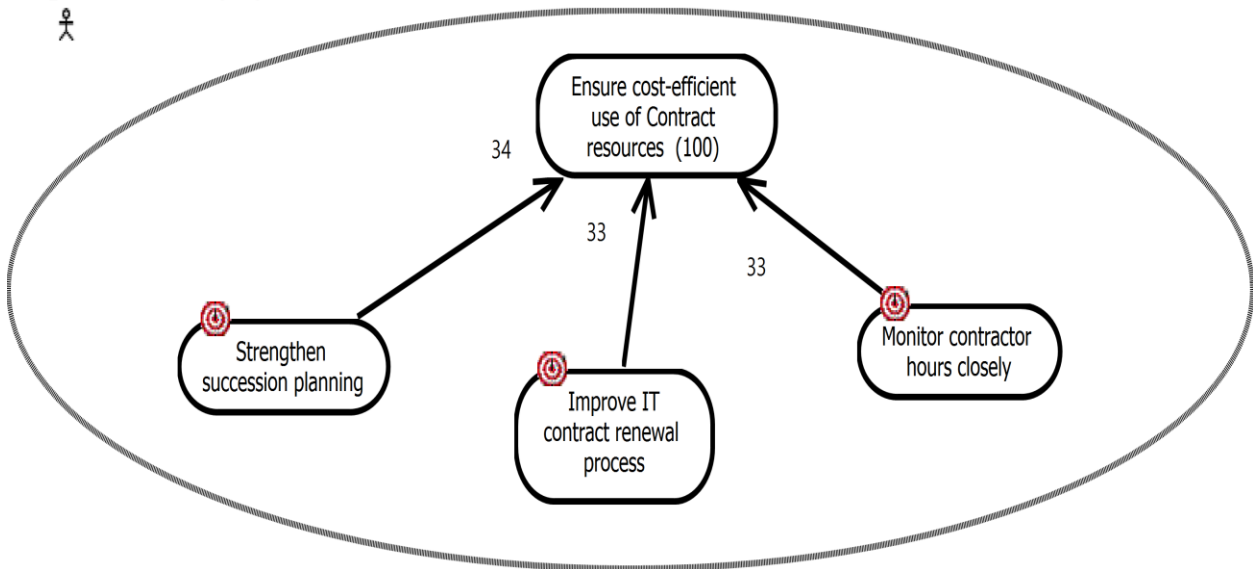 Ensure cost-efficient
use of Contract
resources (100)
34
33
33
Strengthen
succession planning
Improve IT
contract renewal
process
Monitor contractor
hours closely